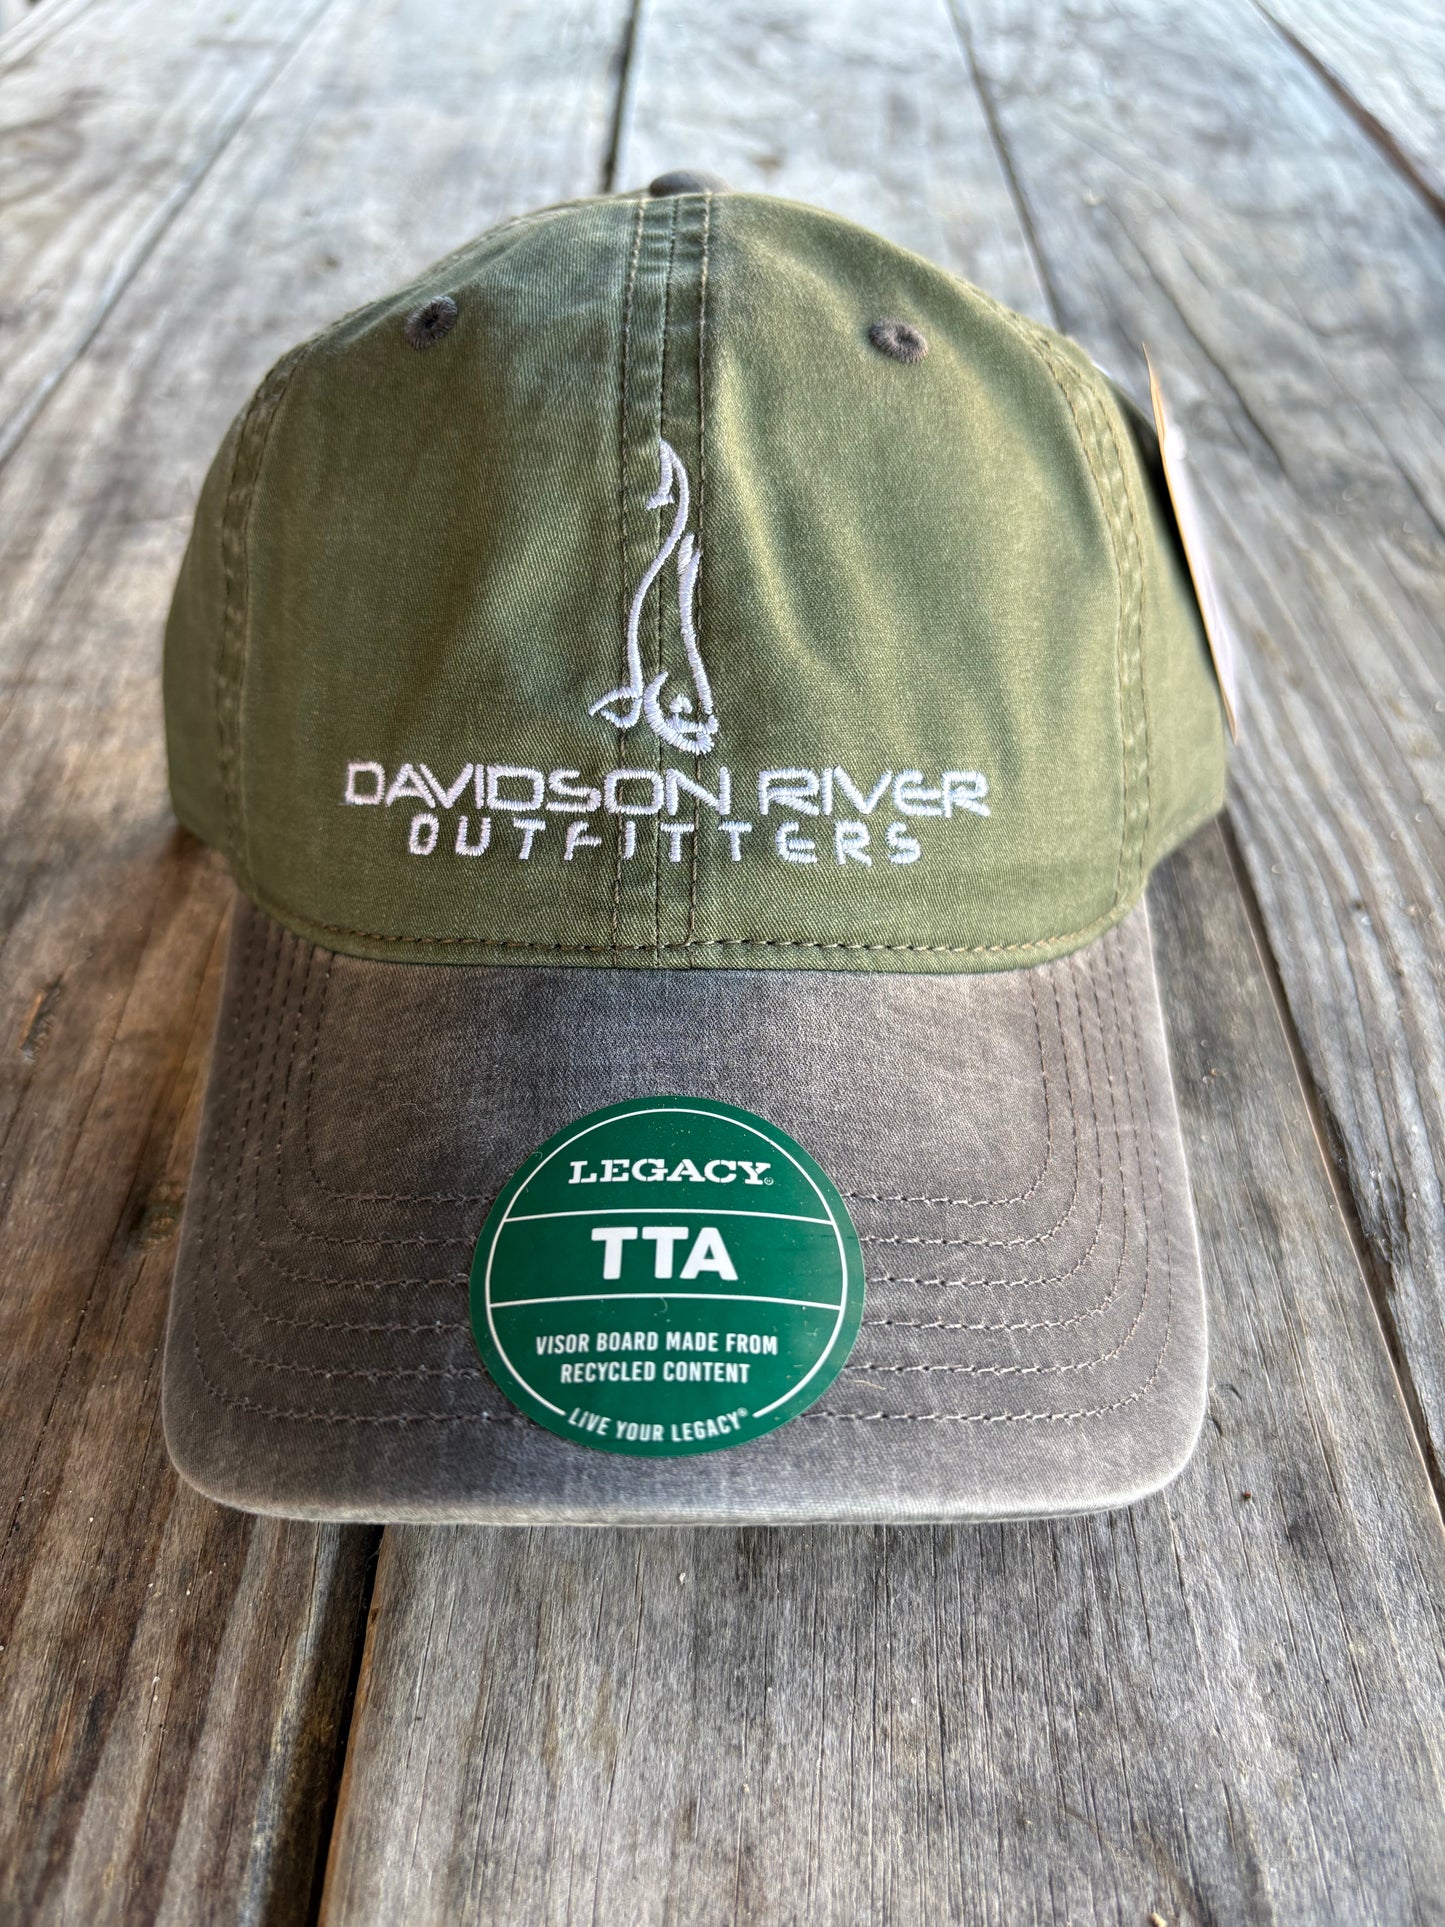 DAVIDSON RIVER
OUTFITTERS
LEGACY®
TTA
VISOR BOARD MADE FROM
RECYCLED CONTENT
LIVE YOUR LEGACY®